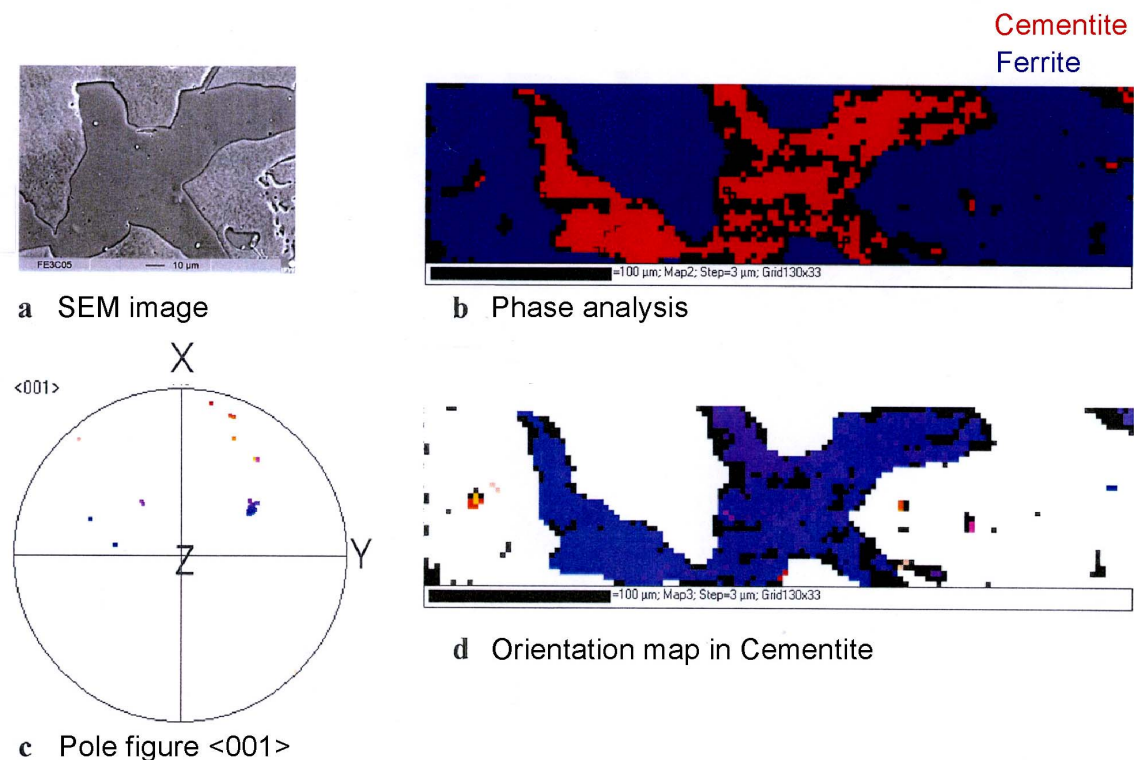 Cementite
Ferrite
FE3C05 10 µm
=100 µm; Map2; Step=3 µm; Grid130x33
a SEM image
b Phase analysis
X
<001>
Y
Z
=100 µm; Map3; Step=3 µm; Grid130x33
d Orientation map in Cementite
c Pole figure <001>